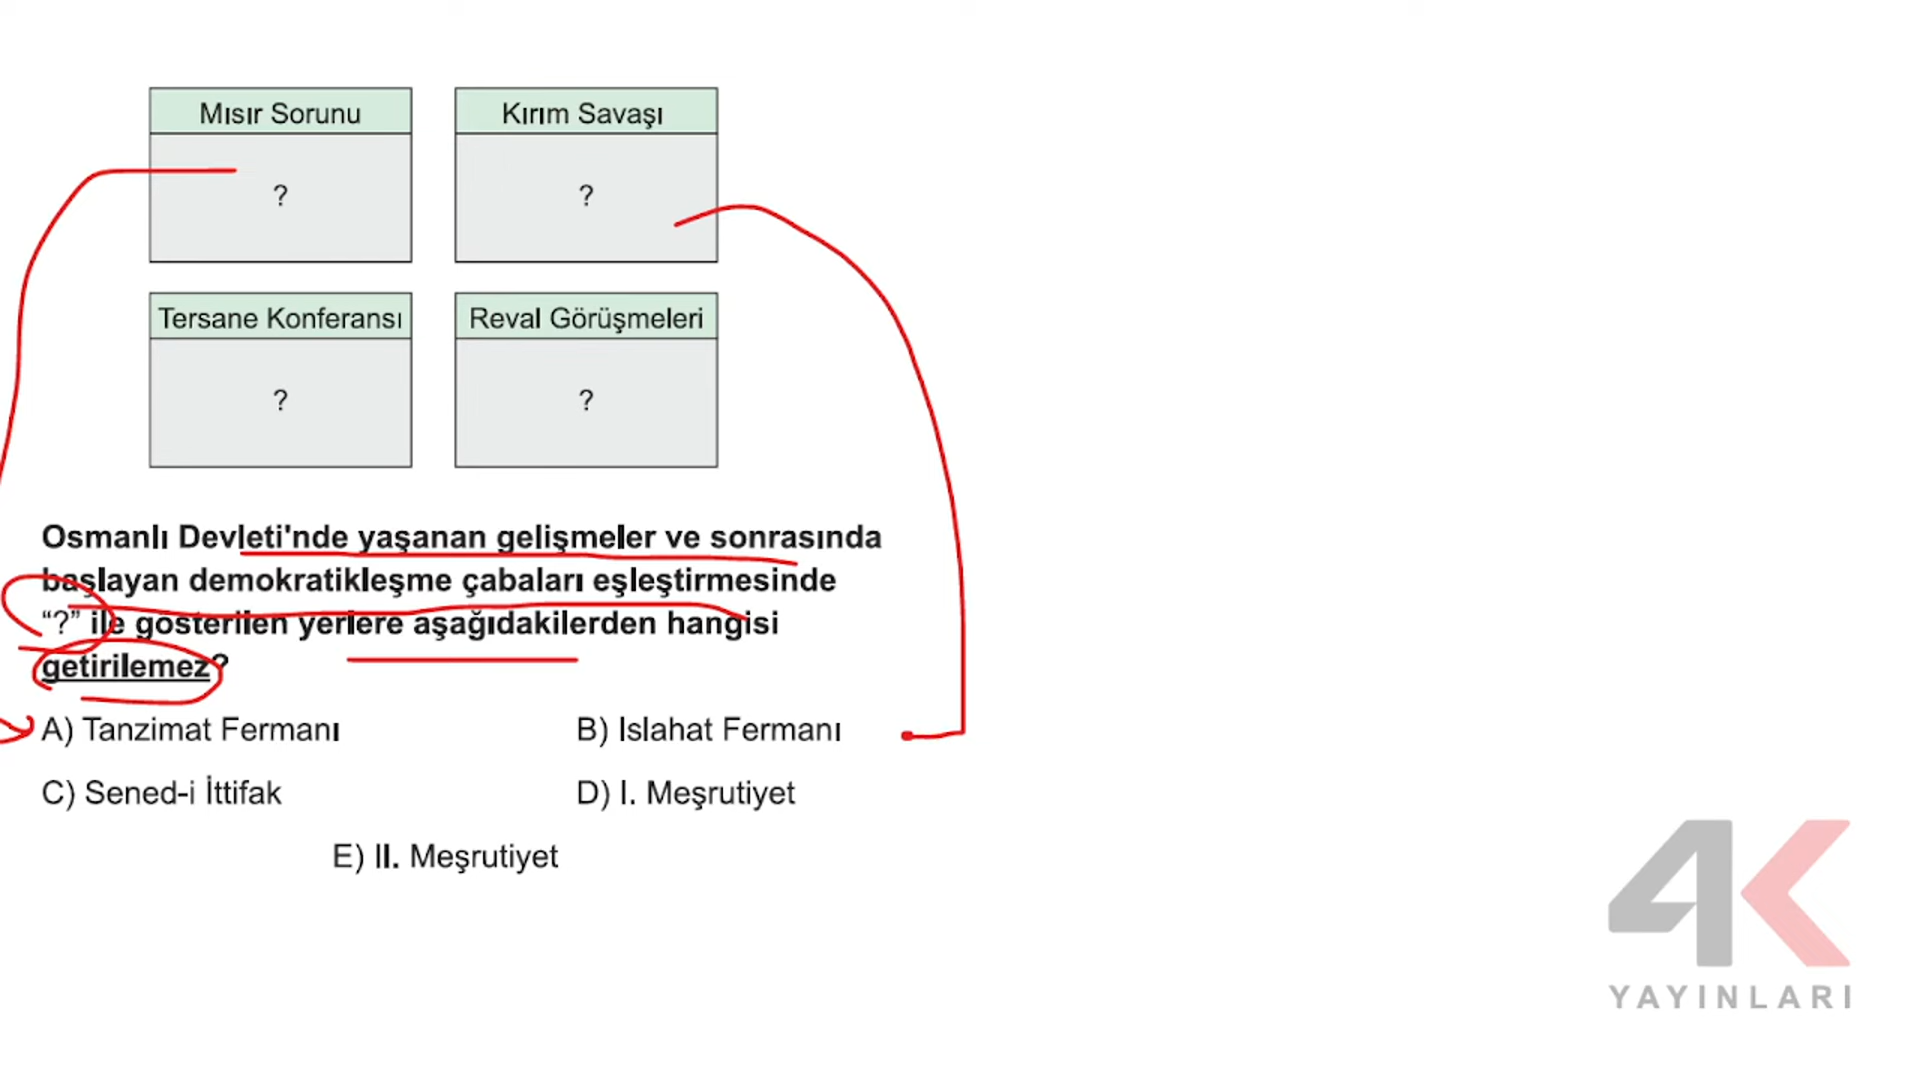 Mısır Sorunu
?
Kırım Savaşı
?
Tersane Konferansı
?
Reval Görüşmeleri
?
Osmanlı Devleti'nde yaşanan gelişmeler ve sonrasında
başlayan demokratikleşme çabaları eşleştirmesinde
“?” ile gösterilen yerlere aşağıdakilerden hangisi
getirilemez?
A) Tanzimat Fermanı
B) Islahat Fermanı
C) Sened-i İttifak
D) I. Meşrutiyet
E) II. Meşrutiyet
4K
YAYINLARI